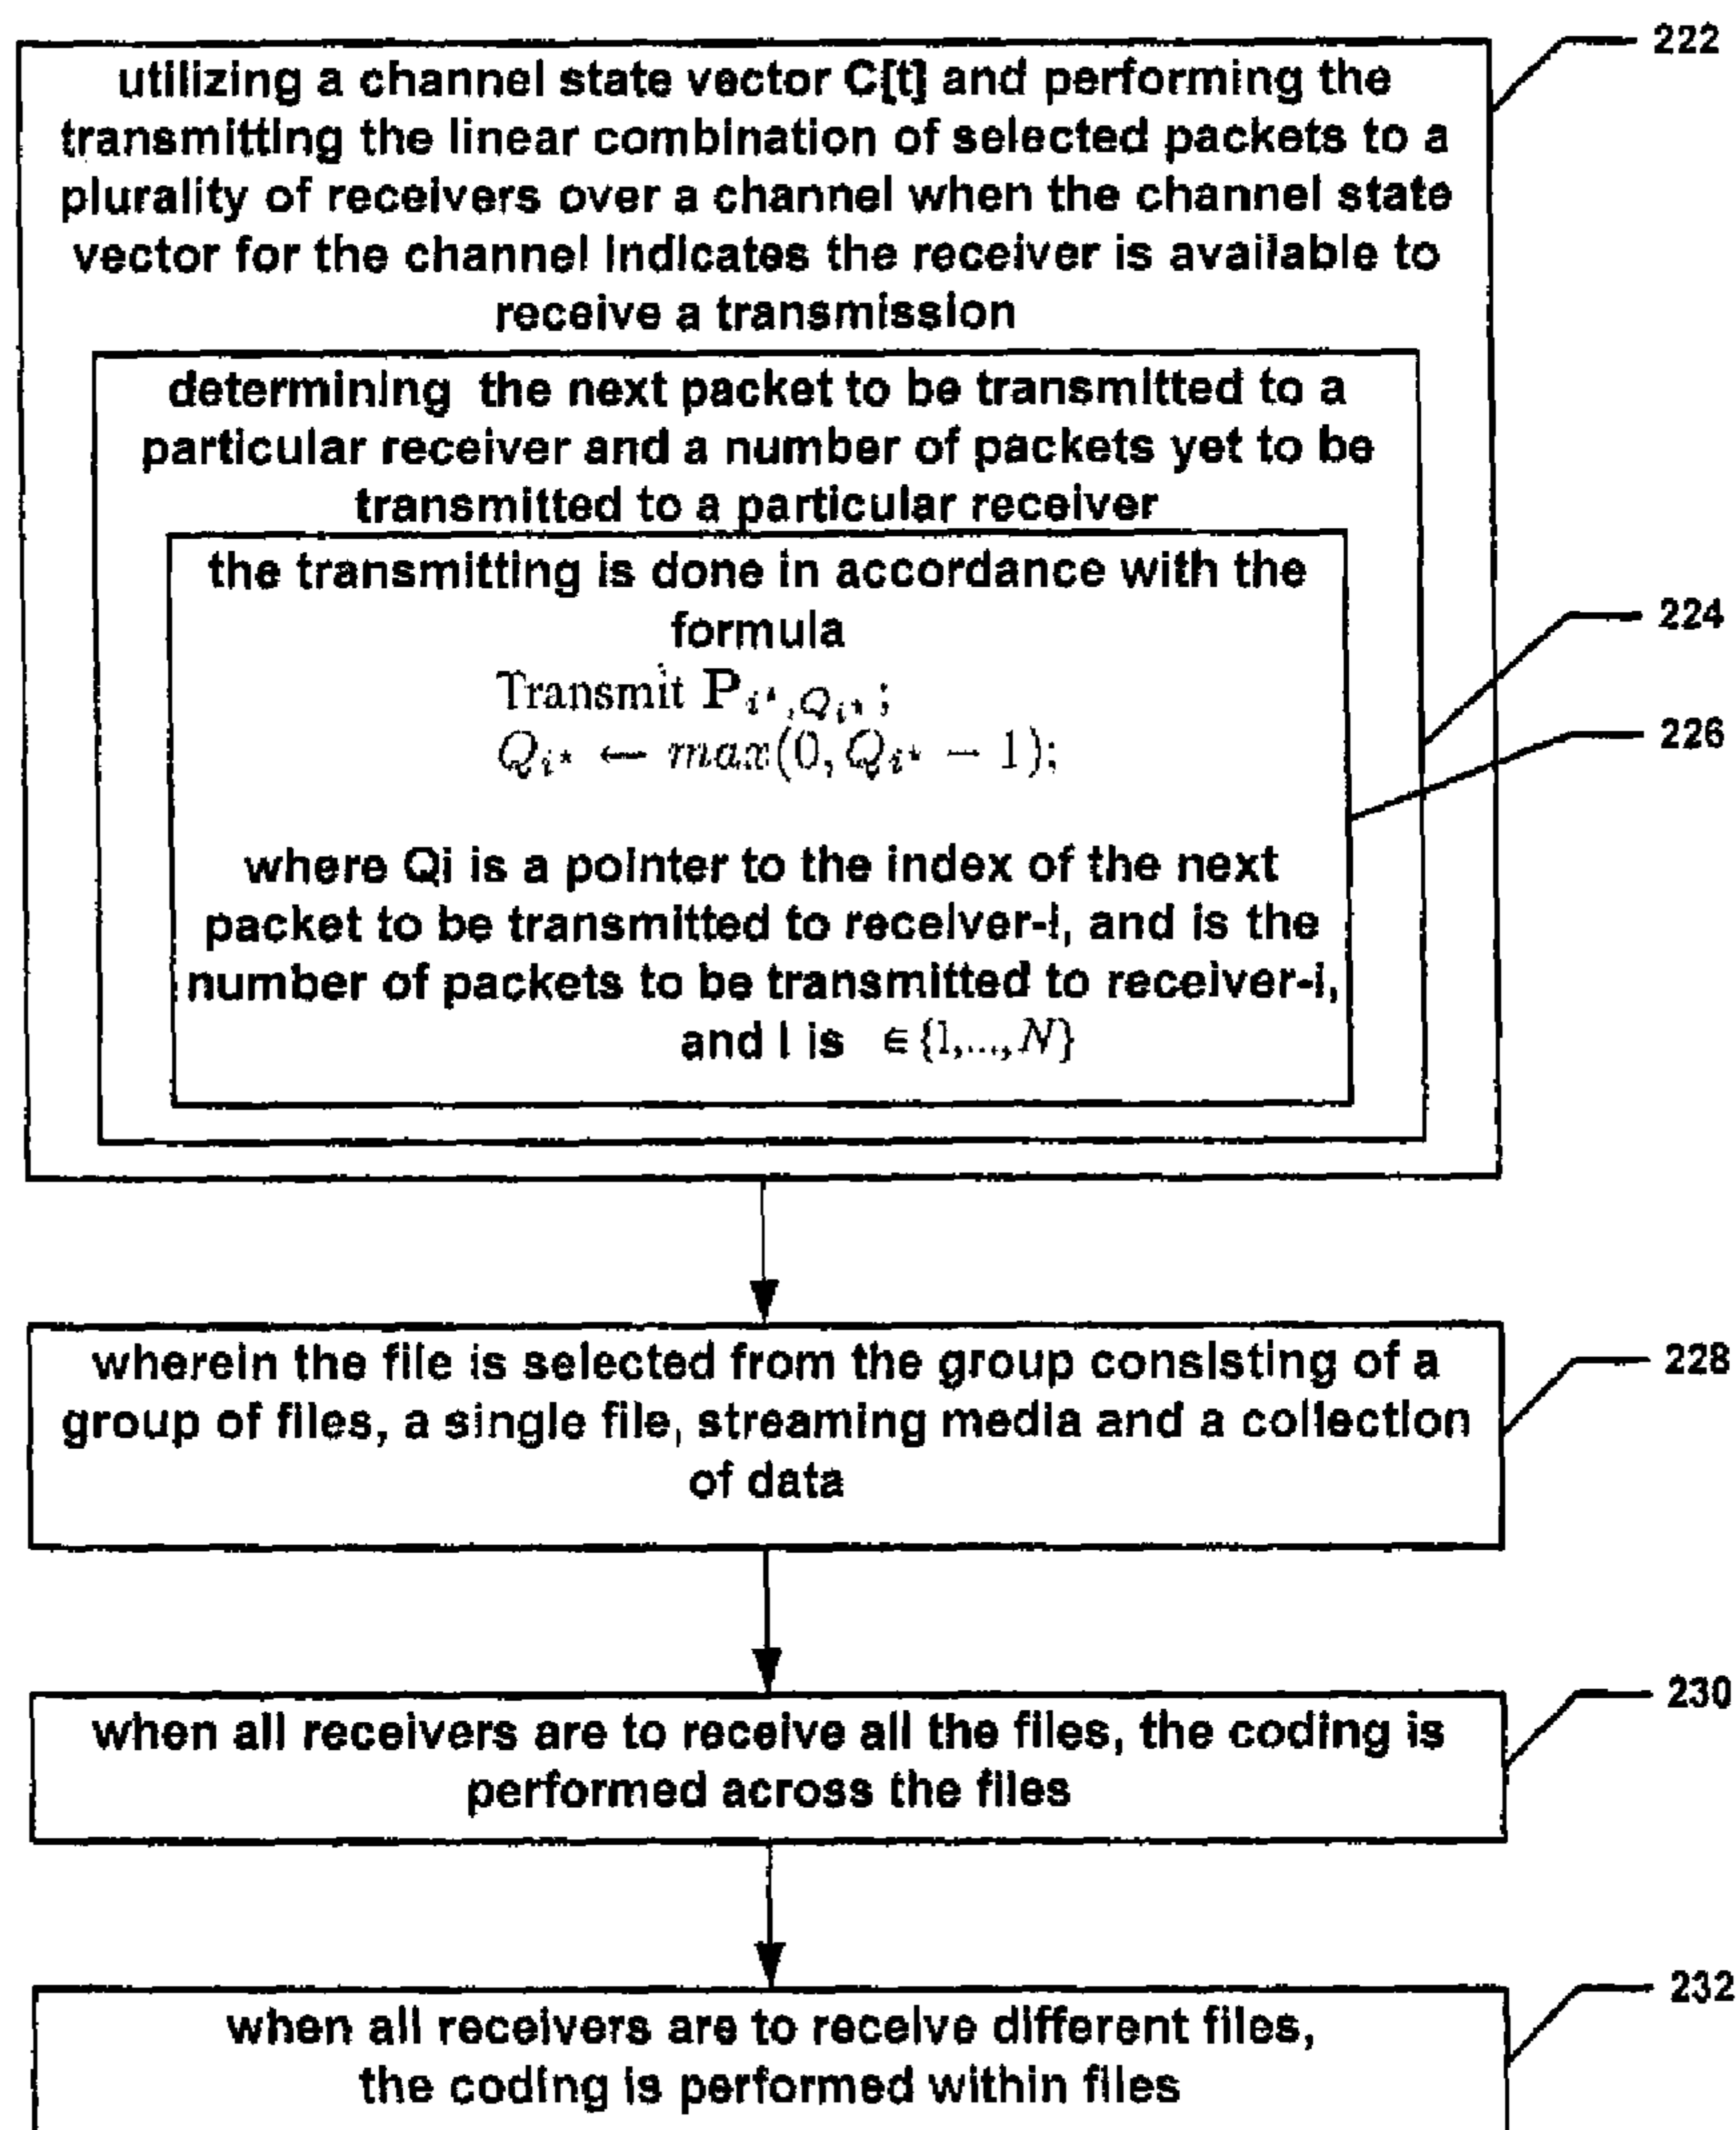 222
utilizing a channel state vector C[t] and performing the
transmitting the linear combination of selected packets to a
plurality of receivers over a channel when the channel state
vector for the channel indicates the receiver is available to
receive a transmission
determining the next packet to be transmitted to a
particular receiver and a number of packets yet to be
transmitted to a particular receiver
the transmitting is done in accordance with the
formula
224
Transmit P_{i*,Q_{i*}};
226
Q_{i*} ← max(0, Q_{i*} − 1);
where Qi is a pointer to the index of the next
packet to be transmitted to receiver-i, and is the
number of packets to be transmitted to receiver-i,
and I is ∈{1,...,N}
wherein the file is selected from the group consisting of a
228
group of files, a single file, streaming media and a collection
of data
230
when all receivers are to receive all the files, the coding is
performed across the files
232
when all receivers are to receive different files,
the coding is performed within files